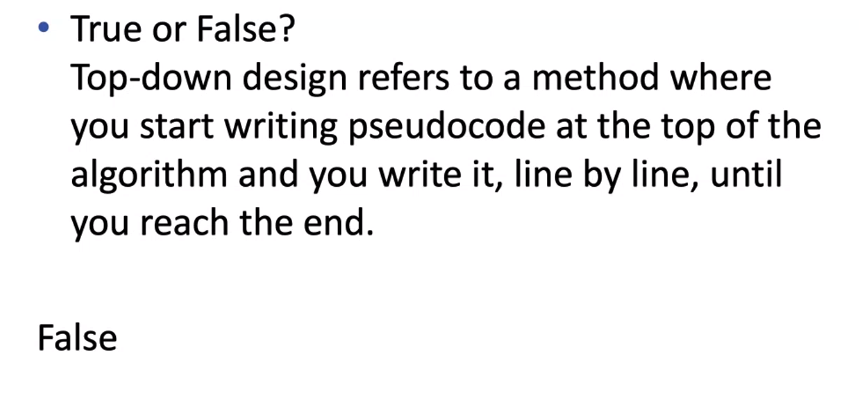 • True or False?
Top-down design refers to a method where
you start writing pseudocode at the top of the
algorithm and you write it, line by line, until
you reach the end.
False